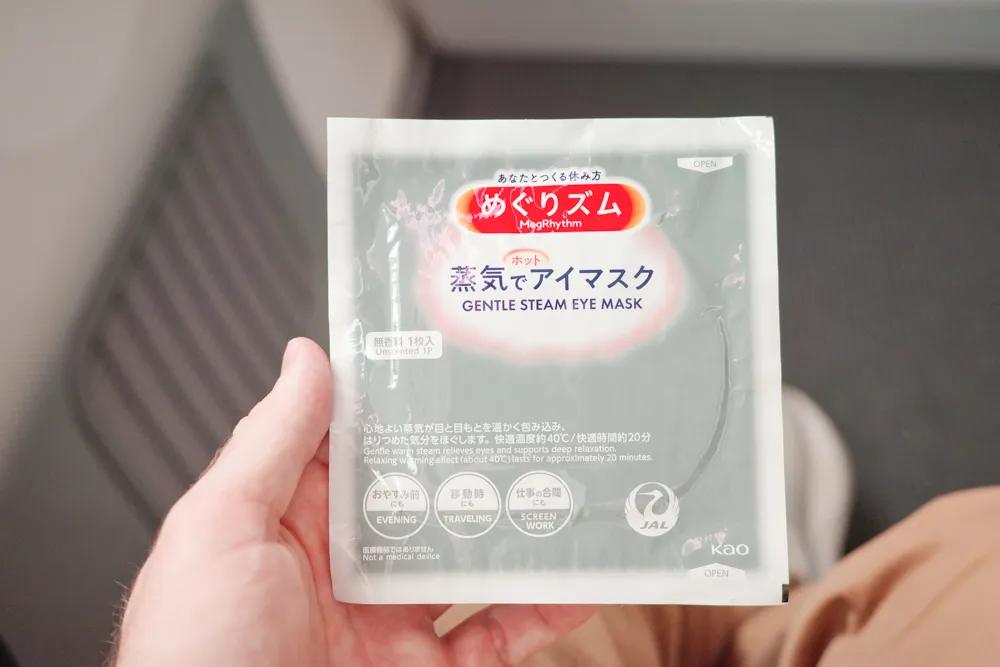 OPEN
あなたとつくる休み方
めぐりズム
MegRhythm
ホット
蒸気でアイマスク
GENTLE STEAM EYE MASK
無香料 1枚入
Unscented 1P
心地よい蒸気が目と目もとを温かく包み込み、
はりつめた気分をほぐします。快適温度約40℃/快適時間約20分
Gentle warm steam relieves eyes and supports deep relaxation.
Relaxing warming effect (about 40℃) lasts for approximately 20 minutes.
おやすみ前
にも
EVENING
移動時
にも
TRAVELING
仕事の合間
にも
SCREEN
WORK
JAL
医療機器ではありません
Not a medical device
Kao
OPEN